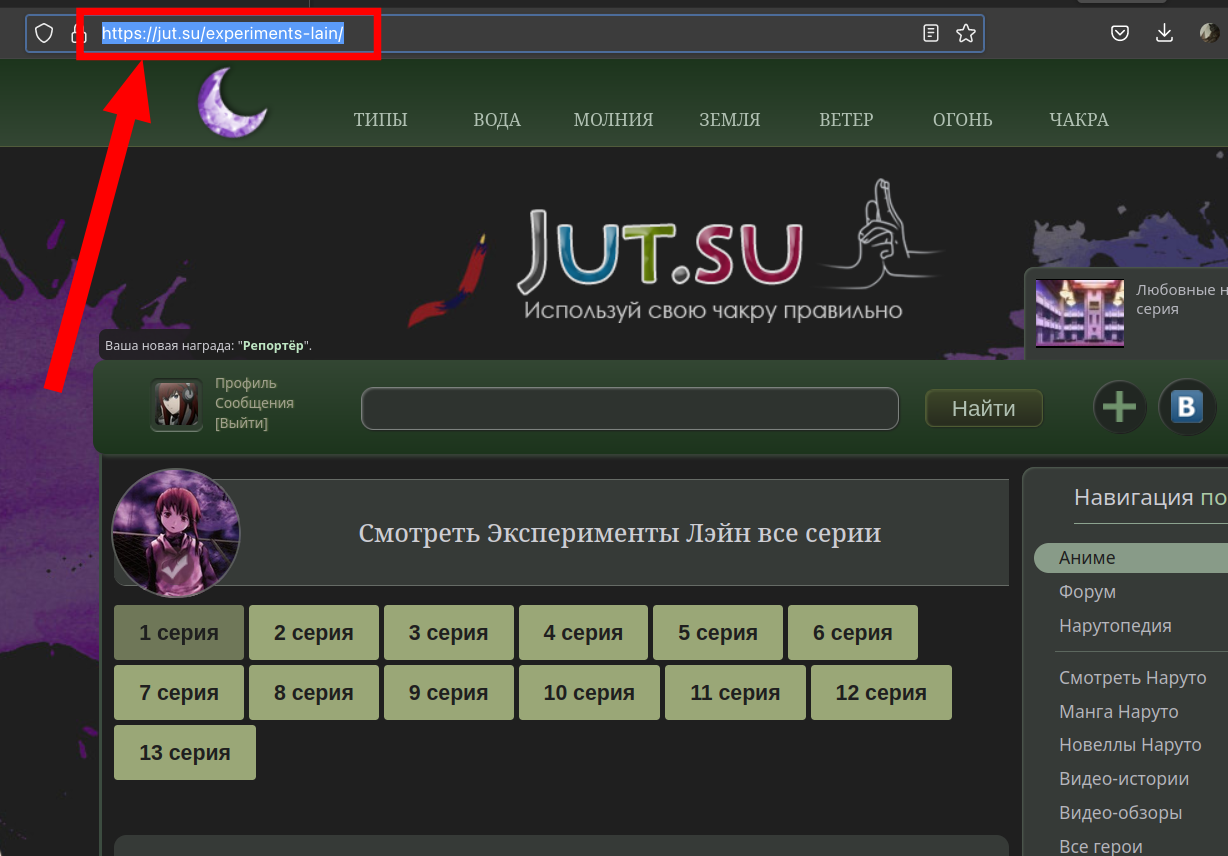 https://jut.su/experiments-lain/
ТИПЫ ВОДА МОЛНИЯ ЗЕМЛЯ ВЕТЕР ОГОНЬ ЧАКРА
JUT.SU
Используй свою чакру правильно
Любовные н
серия
Ваша новая награда: "Репортёр".
Профиль
Сообщения
[Выйти]
Найти
B
Смотреть Эксперименты Лэйн все серии
1 серия 2 серия 3 серия 4 серия 5 серия 6 серия
7 серия 8 серия 9 серия 10 серия 11 серия 12 серия
13 серия
Навигация по
Аниме
Форум
Нарутопедия
Смотреть Наруто
Манга Наруто
Новеллы Наруто
Видео-истории
Видео-обзоры
Все герои